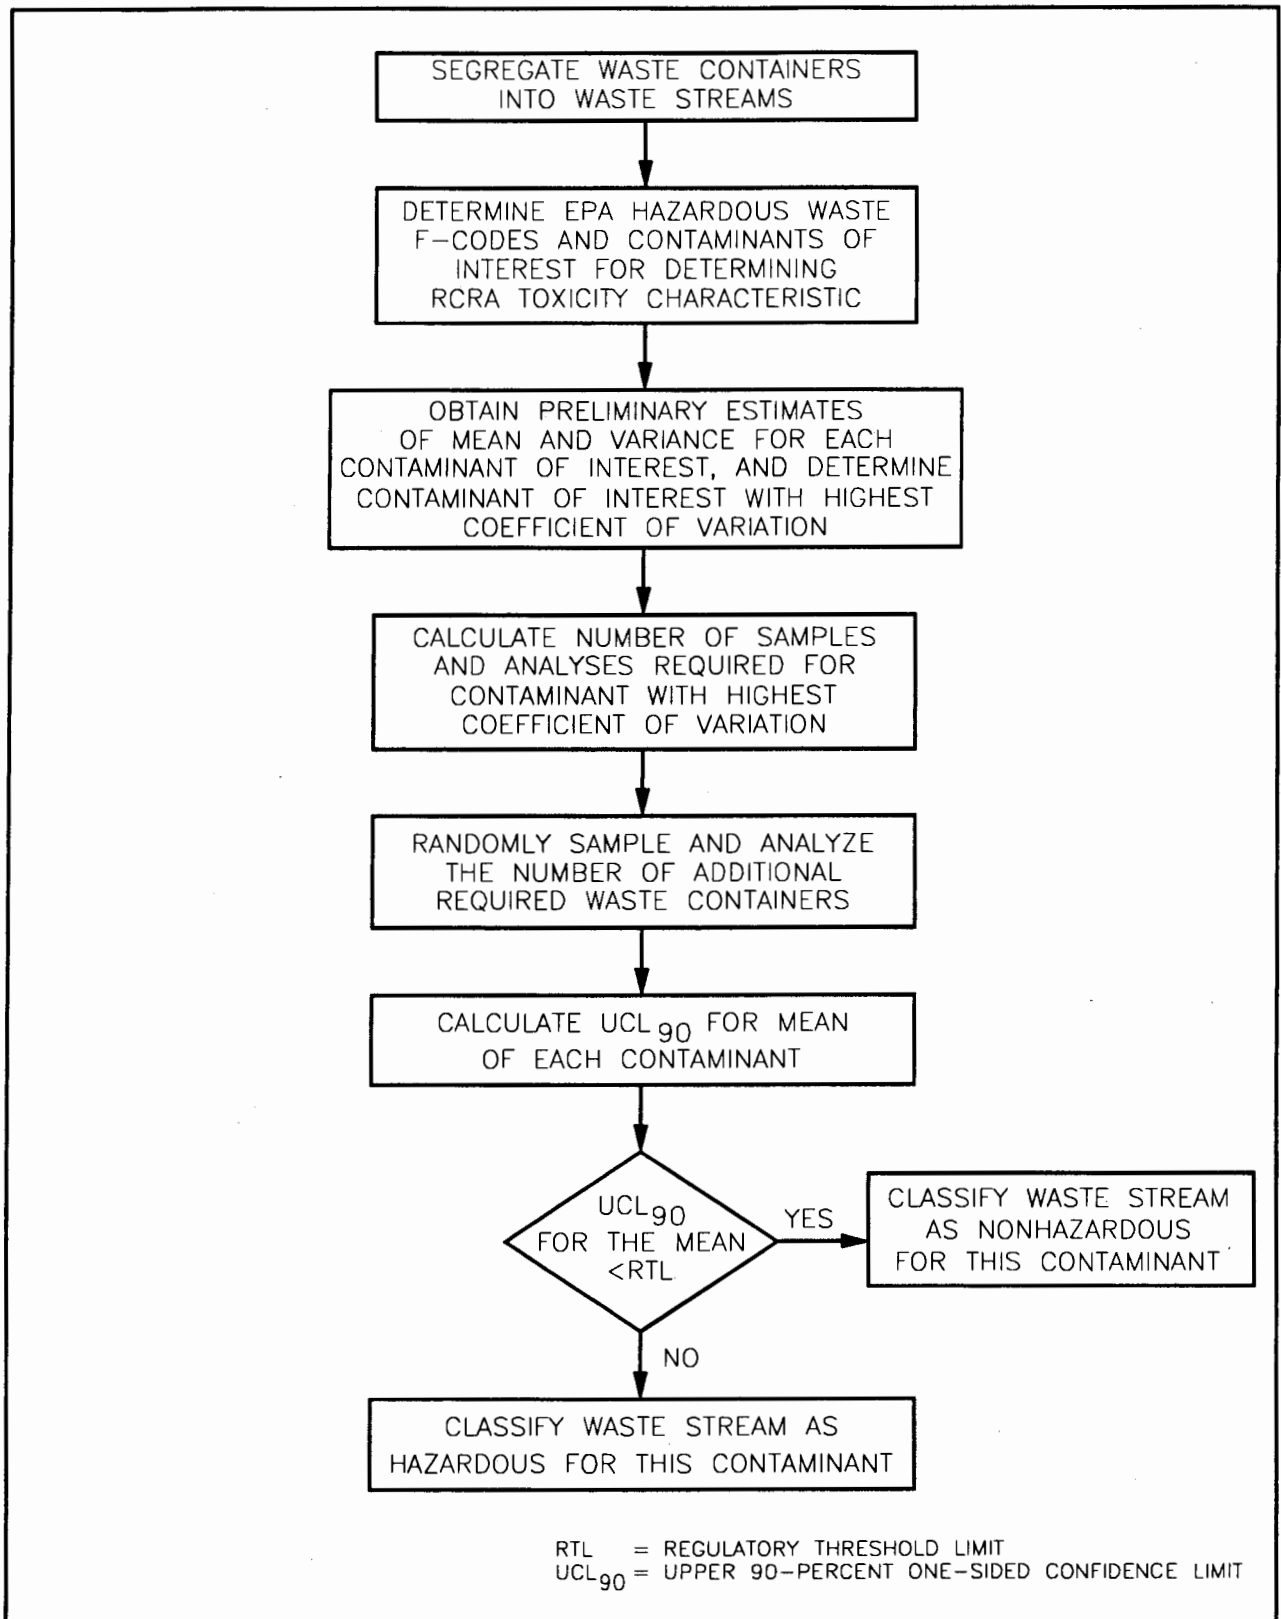 SEGREGATE WASTE CONTAINERS
INTO WASTE STREAMS
DETERMINE EPA HAZARDOUS WASTE
F-CODES AND CONTAMINANTS OF
INTEREST FOR DETERMINING
RCRA TOXICITY CHARACTERISTIC
OBTAIN PRELIMINARY ESTIMATES
OF MEAN AND VARIANCE FOR EACH
CONTAMINANT OF INTEREST, AND DETERMINE
CONTAMINANT OF INTEREST WITH HIGHEST
COEFFICIENT OF VARIATION
CALCULATE NUMBER OF SAMPLES
AND ANALYSES REQUIRED FOR
CONTAMINANT WITH HIGHEST
COEFFICIENT OF VARIATION
RANDOMLY SAMPLE AND ANALYZE
THE NUMBER OF ADDITIONAL
REQUIRED WASTE CONTAINERS
CALCULATE UCL90 FOR MEAN
OF EACH CONTAMINANT
UCL90
FOR THE MEAN
<RTL
YES
CLASSIFY WASTE STREAM
AS NONHAZARDOUS
FOR THIS CONTAMINANT
NO
CLASSIFY WASTE STREAM AS
HAZARDOUS FOR THIS CONTAMINANT
RTL = REGULATORY THRESHOLD LIMIT
UCL90 = UPPER 90-PERCENT ONE-SIDED CONFIDENCE LIMIT